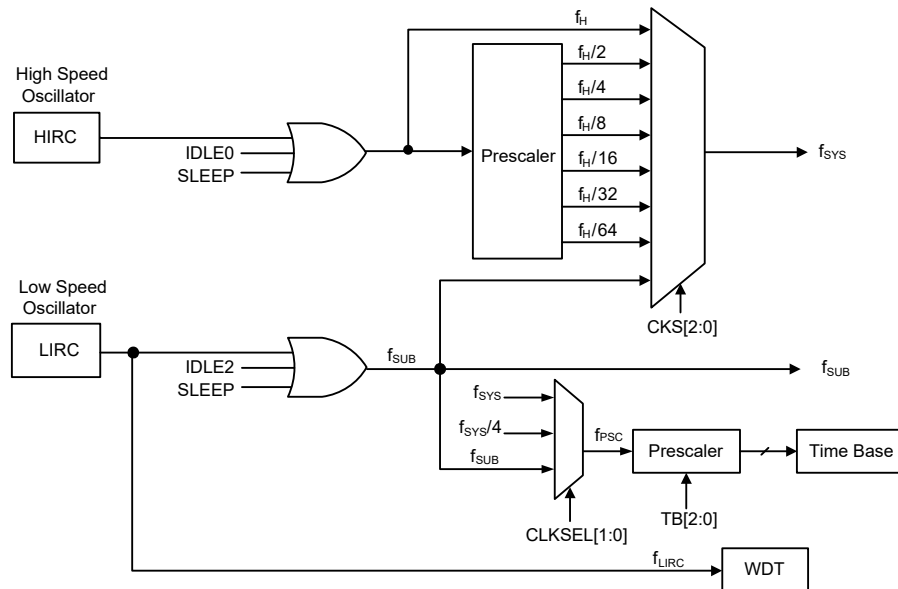 High Speed
Oscillator
HIRC
IDLE0
SLEEP
Prescaler
fH
fH/2
fH/4
fH/8
fH/16
fH/32
fH/64
fSYS
CKS[2:0]
Low Speed
Oscillator
LIRC
IDLE2
SLEEP
fSUB
fSUB
fSYS
fSYS/4
fSUB
CLKSEL[1:0]
fPSC
Prescaler
TB[2:0]
Time Base
fLIRC
WDT